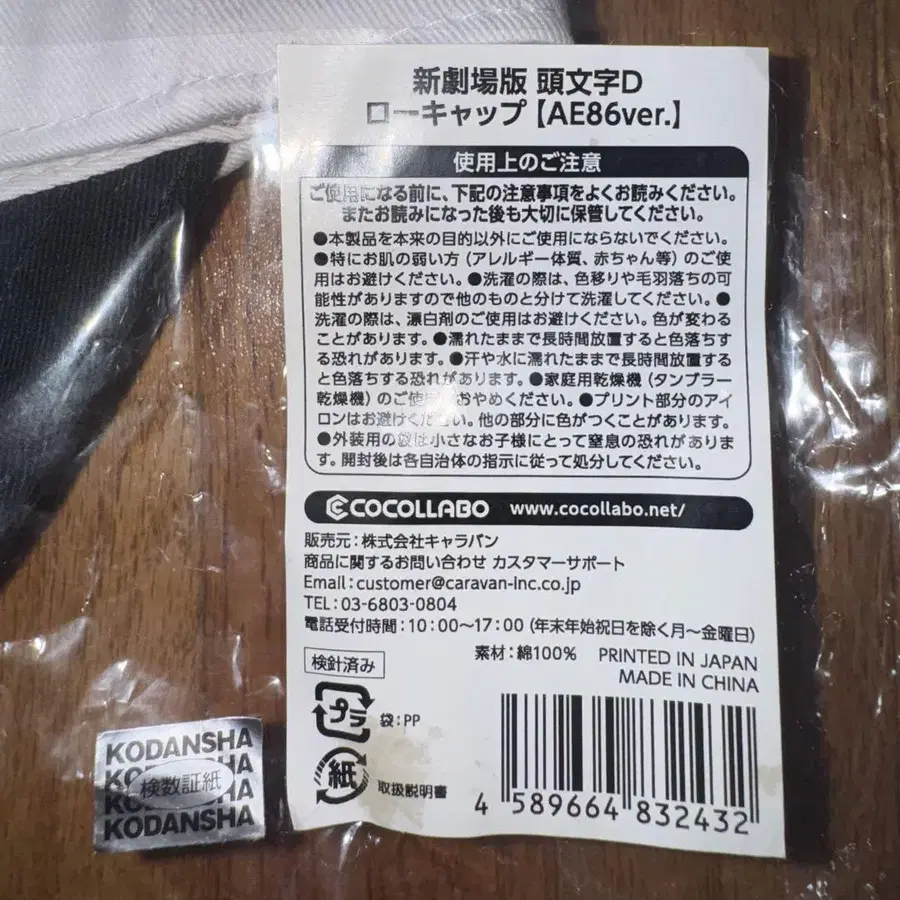 新劇場版 頭文字D
ローキャップ【AE86ver.】
使用上のご注意
ご使用になる前に、下記の注意事項をよくお読みください。
またお読みになった後も大切に保管してください。
●本製品を本来の目的以外にご使用にならないでください。
●特にお肌の弱い方（アレルギー体質、赤ちゃん等）のご使
用はお避けください。●洗濯の際は、色移りや毛羽落ちの可
能性がありますので他のものと分けて洗濯してください。●
洗濯の際は、漂白剤のご使用はお避けください。色が変わる
ことがあります。●濡れたままで長時間放置すると色落ちす
る恐れがあります。●汗や水に濡れたままで長時間放置する
と色落ちする恐れがあります。●家庭用乾燥機（タンブラー
乾燥機）のご使用はおやめください。●プリント部分のアイ
ロンはお避けください。他の部分に色がつくことがあります。
●外装用の袋は小さなお子様にとって窒息の恐れがありま
す。開封後は各自治体の指示に従って処分してください。
COCOLLABO www.cocollabo.net/
販売元：株式会社キャラバン
商品に関するお問い合わせ カスタマーサポート
Email：customer@caravan-inc.co.jp
TEL：03-6803-0804
電話受付時間：10：00～17：00（年末年始祝日を除く月～金曜日）
検針済み
素材：綿100%
PRINTED IN JAPAN
MADE IN CHINA
プラ 袋：PP
紙 取扱説明書
4 589664 832432
KODANSHA
KODANSHA
検数証紙
KODANSHA
KODANSHA